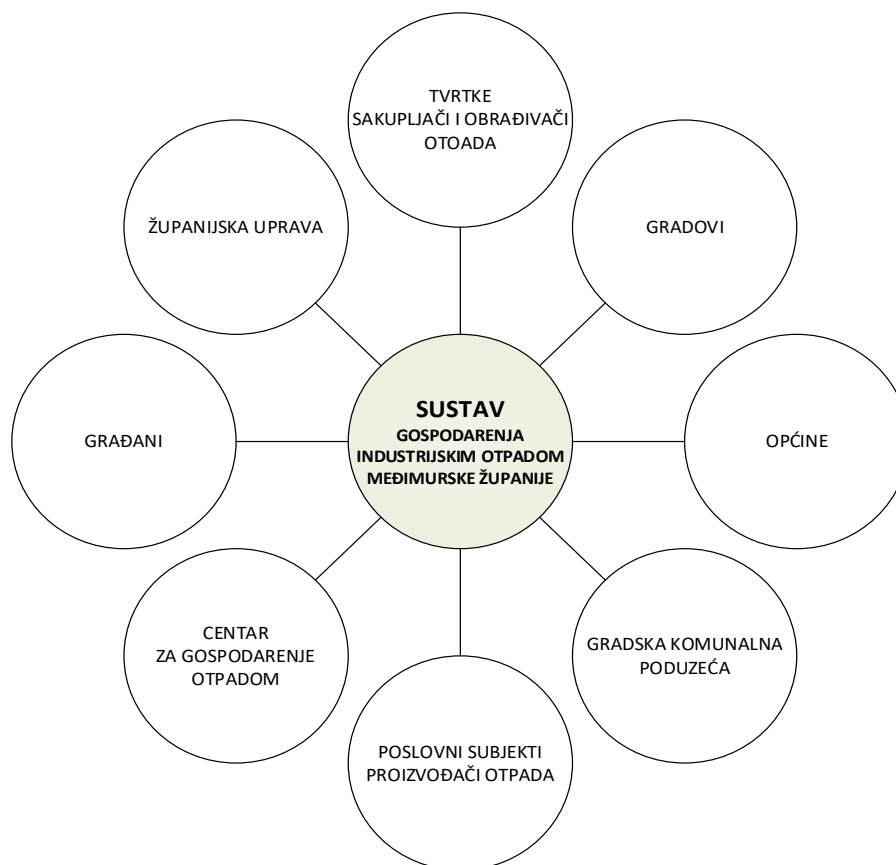 TVRTKE
SAKUPLJAČI I OBRAĐIVAČI
OTOADA
ŽUPANIJSKA UPRAVA
GRADOVI
GRAĐANI
SUSTAV
GOSPODARENJA
INDUSTRIJSKIM OTPADOM
MEĐIMURSKE ŽUPANIJE
OPĆINE
CENTAR
ZA GOSPODARENJE
OTPADOM
GRADSKA KOMUNALNA
PODUZEĆA
POSLOVNI SUBJEKTI
PROIZVOĐAČI OTPADA